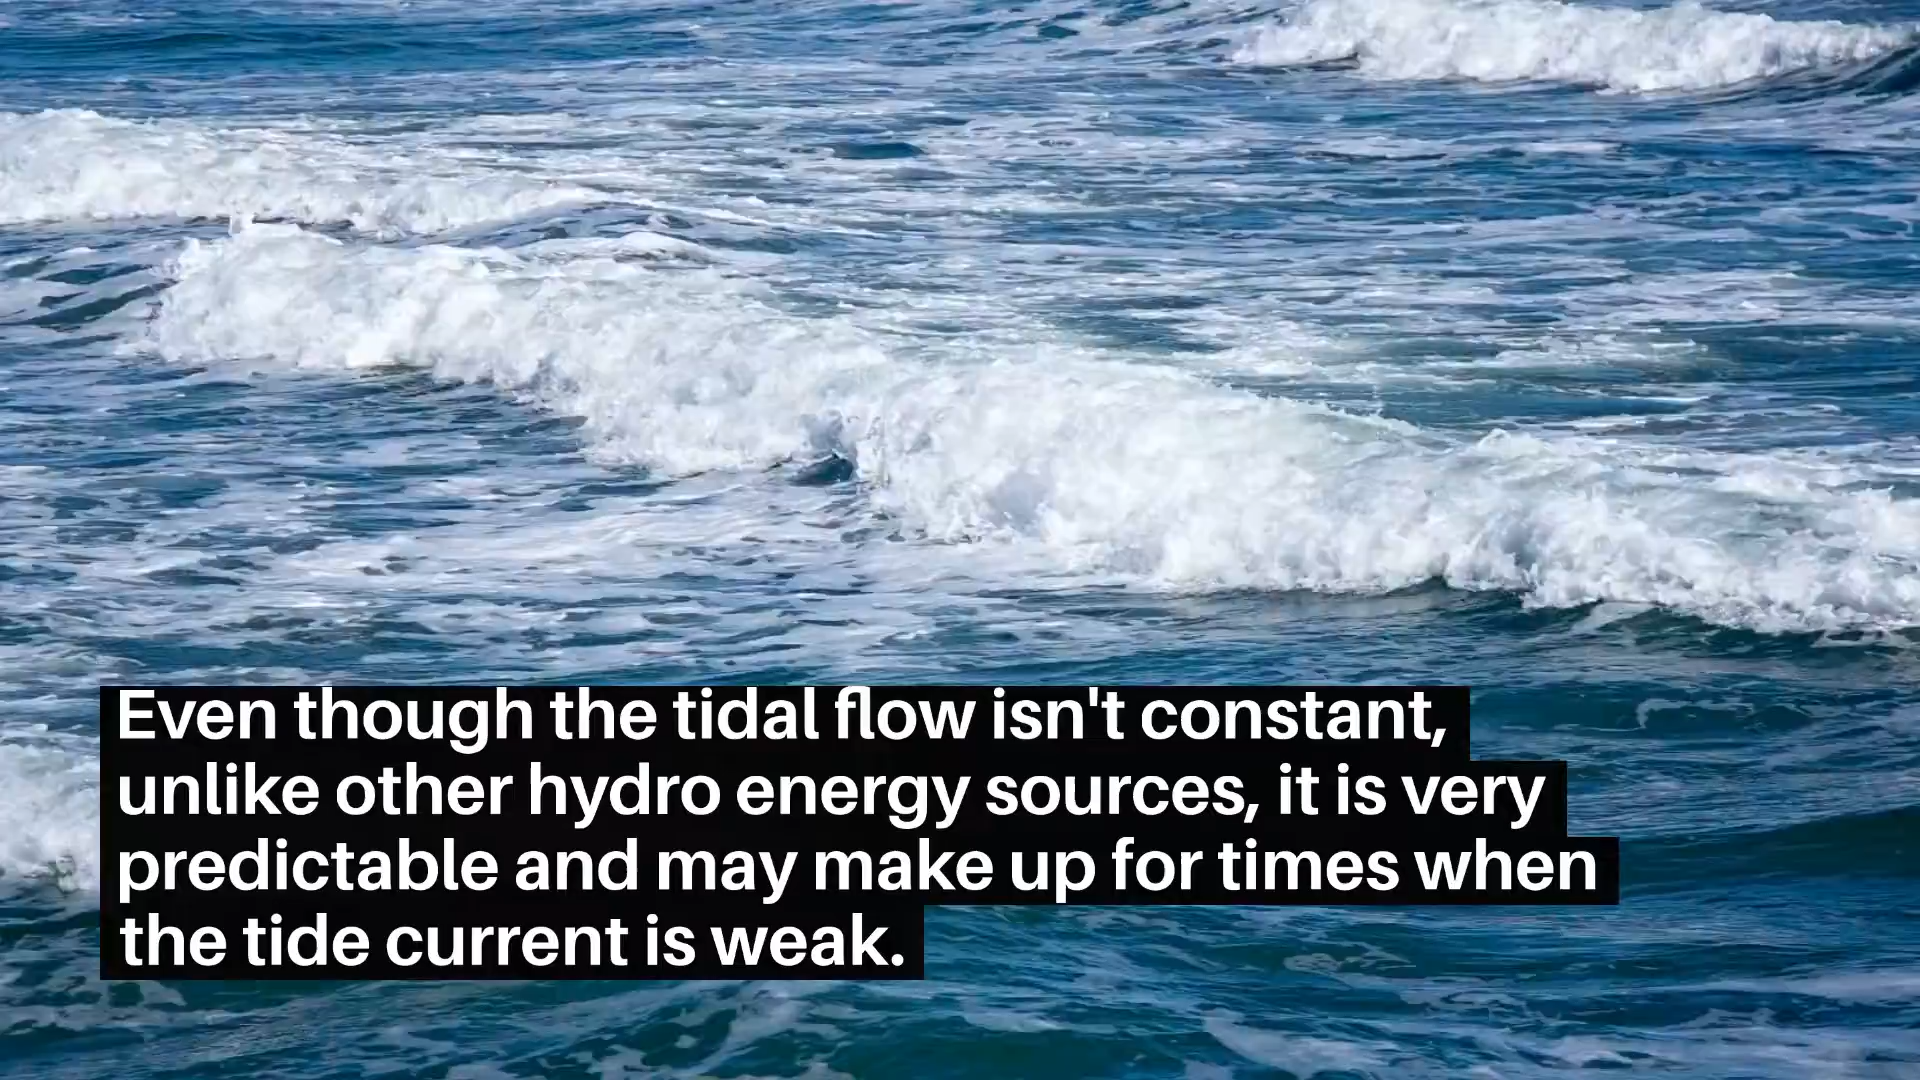 Even though the tidal flow isn't constant,
unlike other hydro energy sources, it is very
predictable and may make up for times when
the tide current is weak.